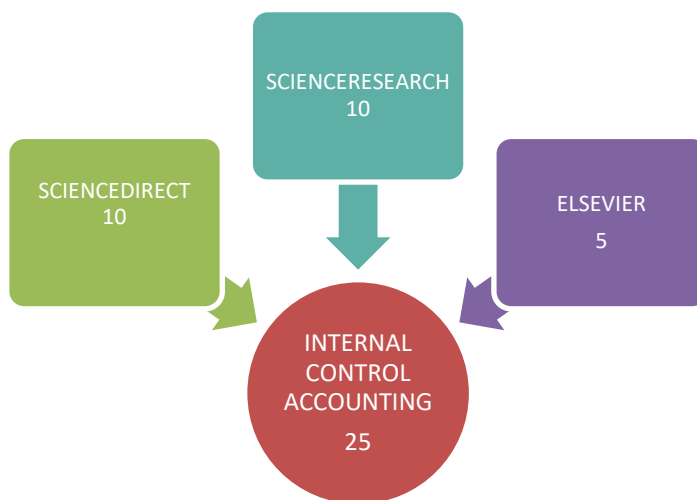 SCIENCERESEARCH
10
SCIENCEDIRECT
10
ELSEVIER
5
INTERNAL
CONTROL
ACCOUNTING
25